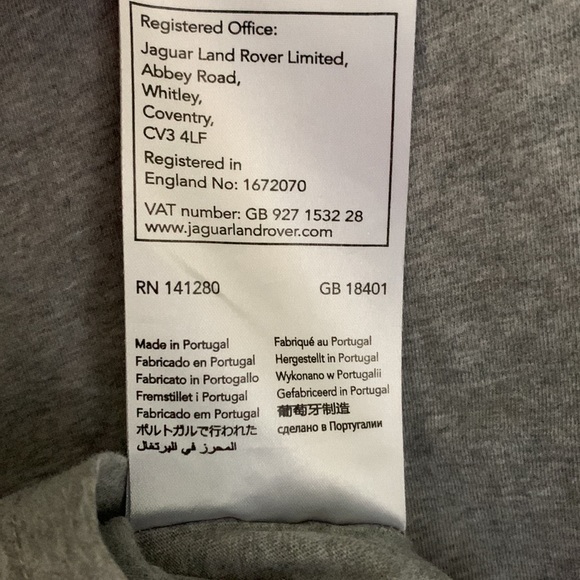 Registered Office:
Jaguar Land Rover Limited,
Abbey Road,
Whitley,
Coventry,
CV3 4LF
Registered in
England No: 1672070
VAT number: GB 927 1532 28
www.jaguarlandrover.com
RN 141280
GB 18401
Made in Portugal
Fabricado en Portugal
Fabricato in Portogallo
Fremstillet i Portugal
Fabricado em Portugal
ポルトガルで行われた
المحرز في البرتغال
Fabriqué au Portugal
Hergestellt in Portugal
Wykonano w Portugalii
Gefabriceerd in Portugal
葡萄牙制造
сделано в Португалии